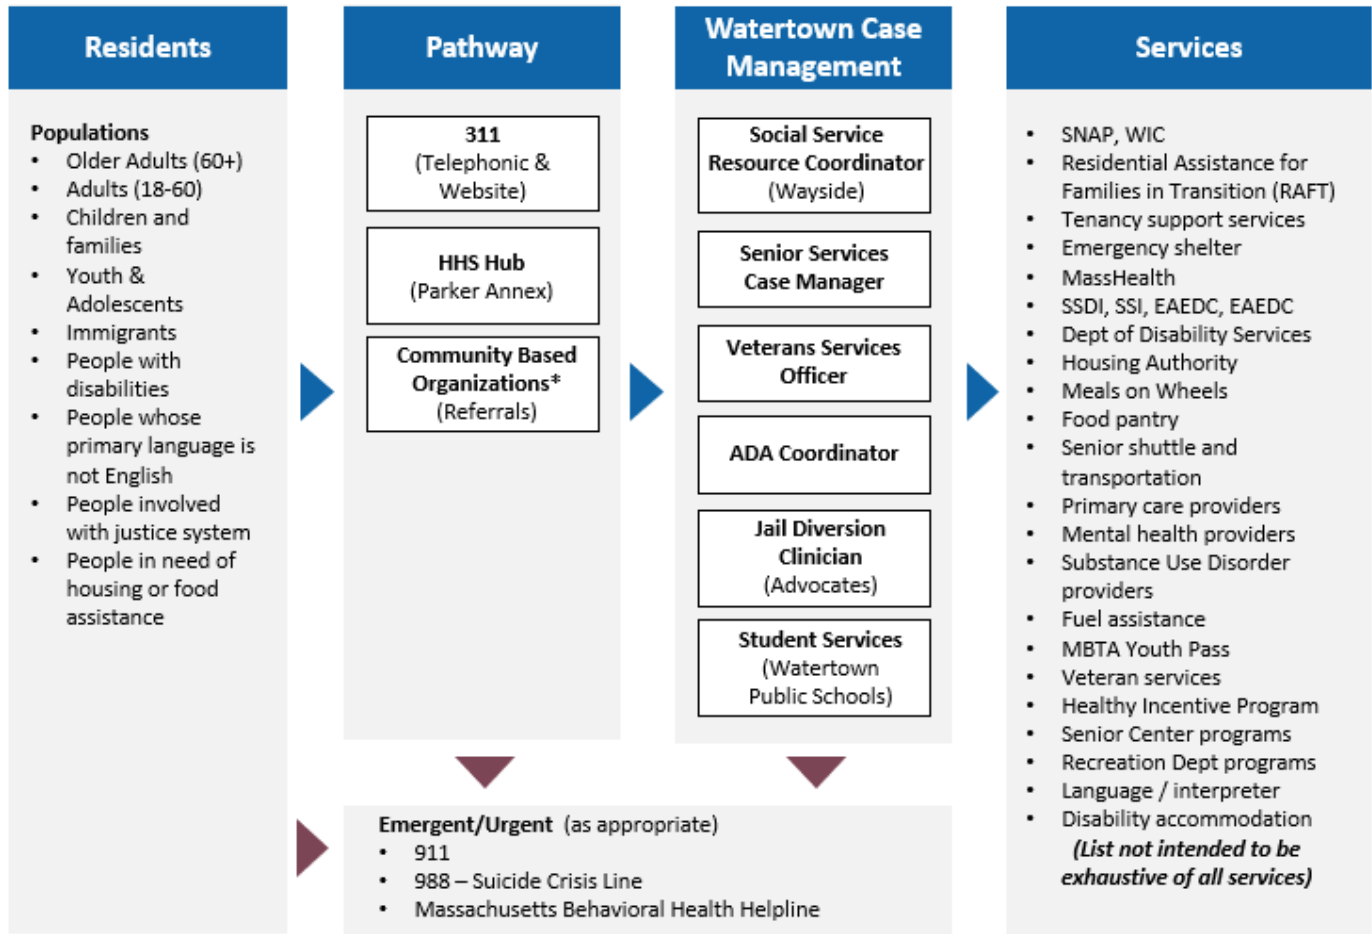 Residents
Populations
• Older Adults (60+)
• Adults (18-60)
• Children and
families
• Youth &
Adolescents
• Immigrants
• People with
disabilities
• People whose
primary language is
not English
• People involved
with justice system
• People in need of
housing or food
assistance
Pathway
311
(Telephonic &
Website)
HHS Hub
(Parker Annex)
Community Based
Organizations*
(Referrals)
Watertown Case
Management
Social Service
Resource Coordinator
(Wayside)
Senior Services
Case Manager
Veterans Services
Officer
ADA Coordinator
Jail Diversion
Clinician
(Advocates)
Student Services
(Watertown
Public Schools)
Emergent/Urgent (as appropriate)
• 911
• 988 – Suicide Crisis Line
• Massachusetts Behavioral Health Helpline
Services
• SNAP, WIC
• Residential Assistance for
Families in Transition (RAFT)
• Tenancy support services
• Emergency shelter
• MassHealth
• SSDI, SSI, EAEDC, EAEDC
• Dept of Disability Services
• Housing Authority
• Meals on Wheels
• Food pantry
• Senior shuttle and
transportation
• Primary care providers
• Mental health providers
• Substance Use Disorder
providers
• Fuel assistance
• MBTA Youth Pass
• Veteran services
• Healthy Incentive Program
• Senior Center programs
• Recreation Dept programs
• Language / interpreter
• Disability accommodation
(List not intended to be
exhaustive of all services)